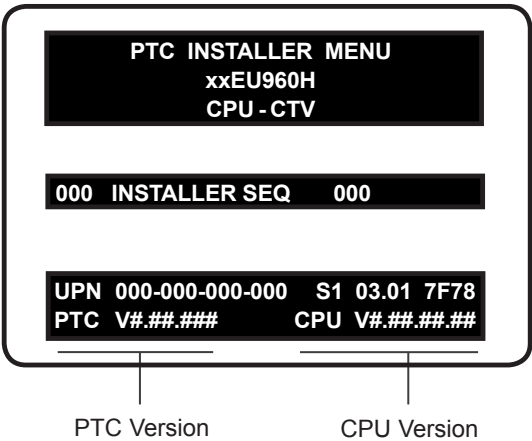 PTC INSTALLER MENU
xxEU960H
CPU - CTV
000 INSTALLER SEQ 000
UPN 000-000-000-000 S1 03.01 7F78
PTC V#.##.### CPU V#.##.##.##
PTC Version CPU Version